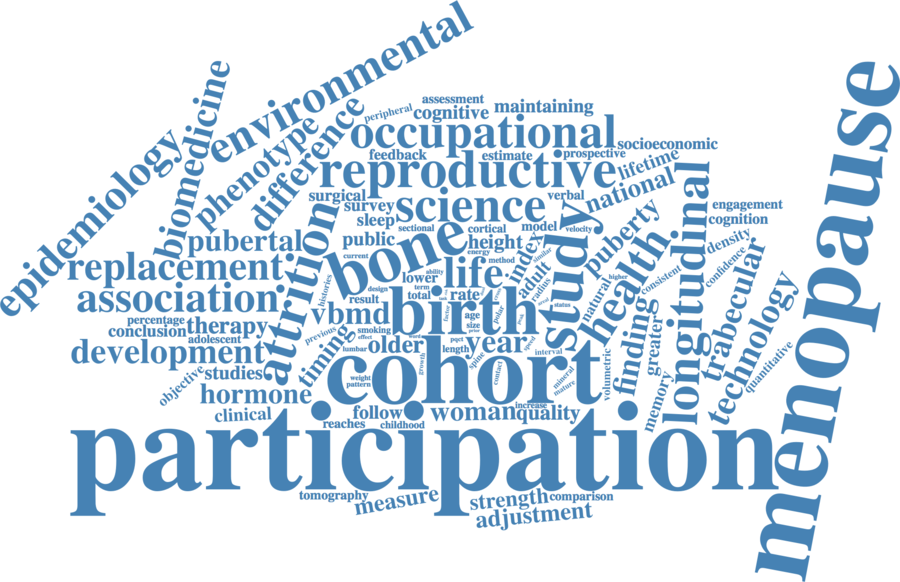 environmental
assessment
peripheral
cognitive
maintaining
biomedicine
phenotype
difference
occupational
socioeconomic
feedback
estimate
prospective
epidemiology
reproductive
lifetime
surgical
verbal
national
survey
science
study
puberty
longitudinal
engagement
cognition
sleep
sectional
cortical
model
velocity
pubertal
attrition
public
bone
height
index
health
density
menopause
energy
similar
method
current
confidence
replacement
lower
ability
life
adult
consistent
trabecular
term
higher
histories
design
total
rate
radius
natural
association
result
vbmd
birth
age
size
status
finding
technology
percentage
conclusion
therapy
smoking
previous
effect
adolescent
greater
development
timing
lumbar
older
year
pqct
length
interval
speed
spine
volumetric
quantitative
objective
studies
weight
pattern
growth
cohort
contact
mineral
mature
memory
hormone
clinical
follow
woman
increase
quality
reaches
childhood
participation
tomography
measure
strength
comparison
adjustment